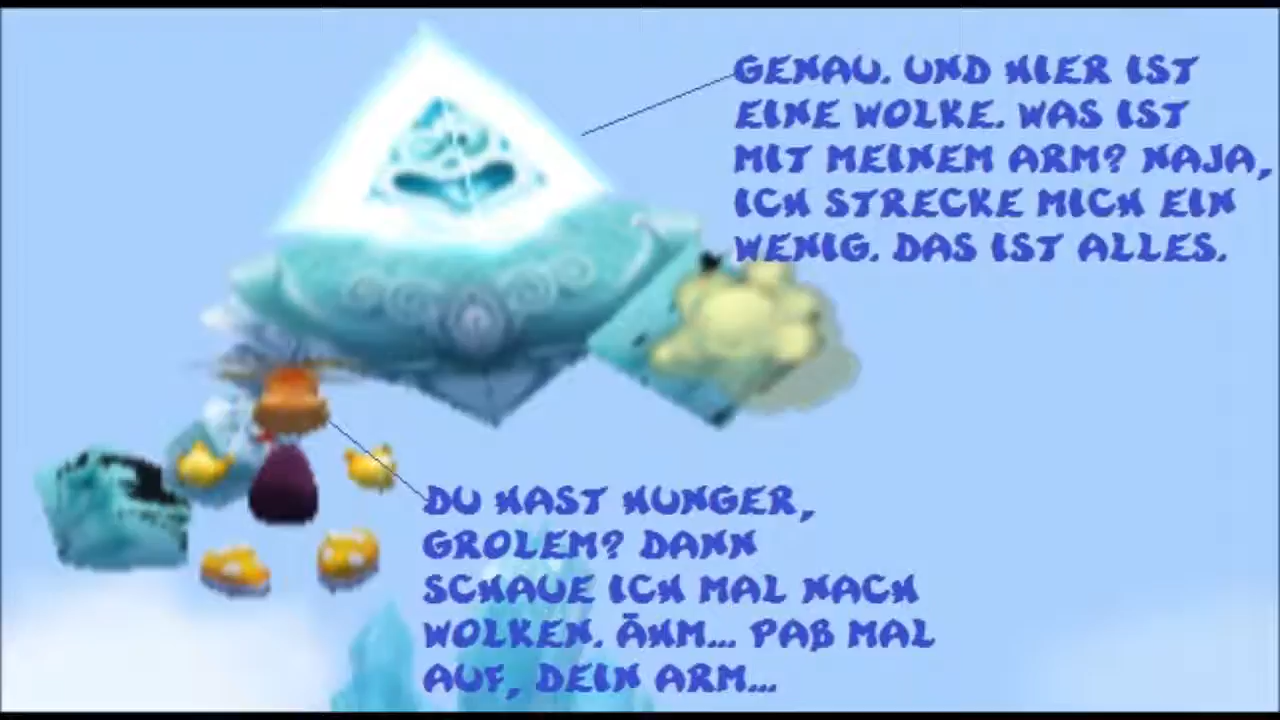 GENAU. UND HIER IST
EINE WOLKE. WAS IST
MIT MEINEM ARM? NAJA,
ICH STRECKE MICH EIN
WENIG. DAS IST ALLES.
DU HAST HUNGER,
GROLEM? DANN
SCHAUE ICH MAL NACH
WOLKEN. ÄHM... PAß MAL
AUF, DEIN ARM...